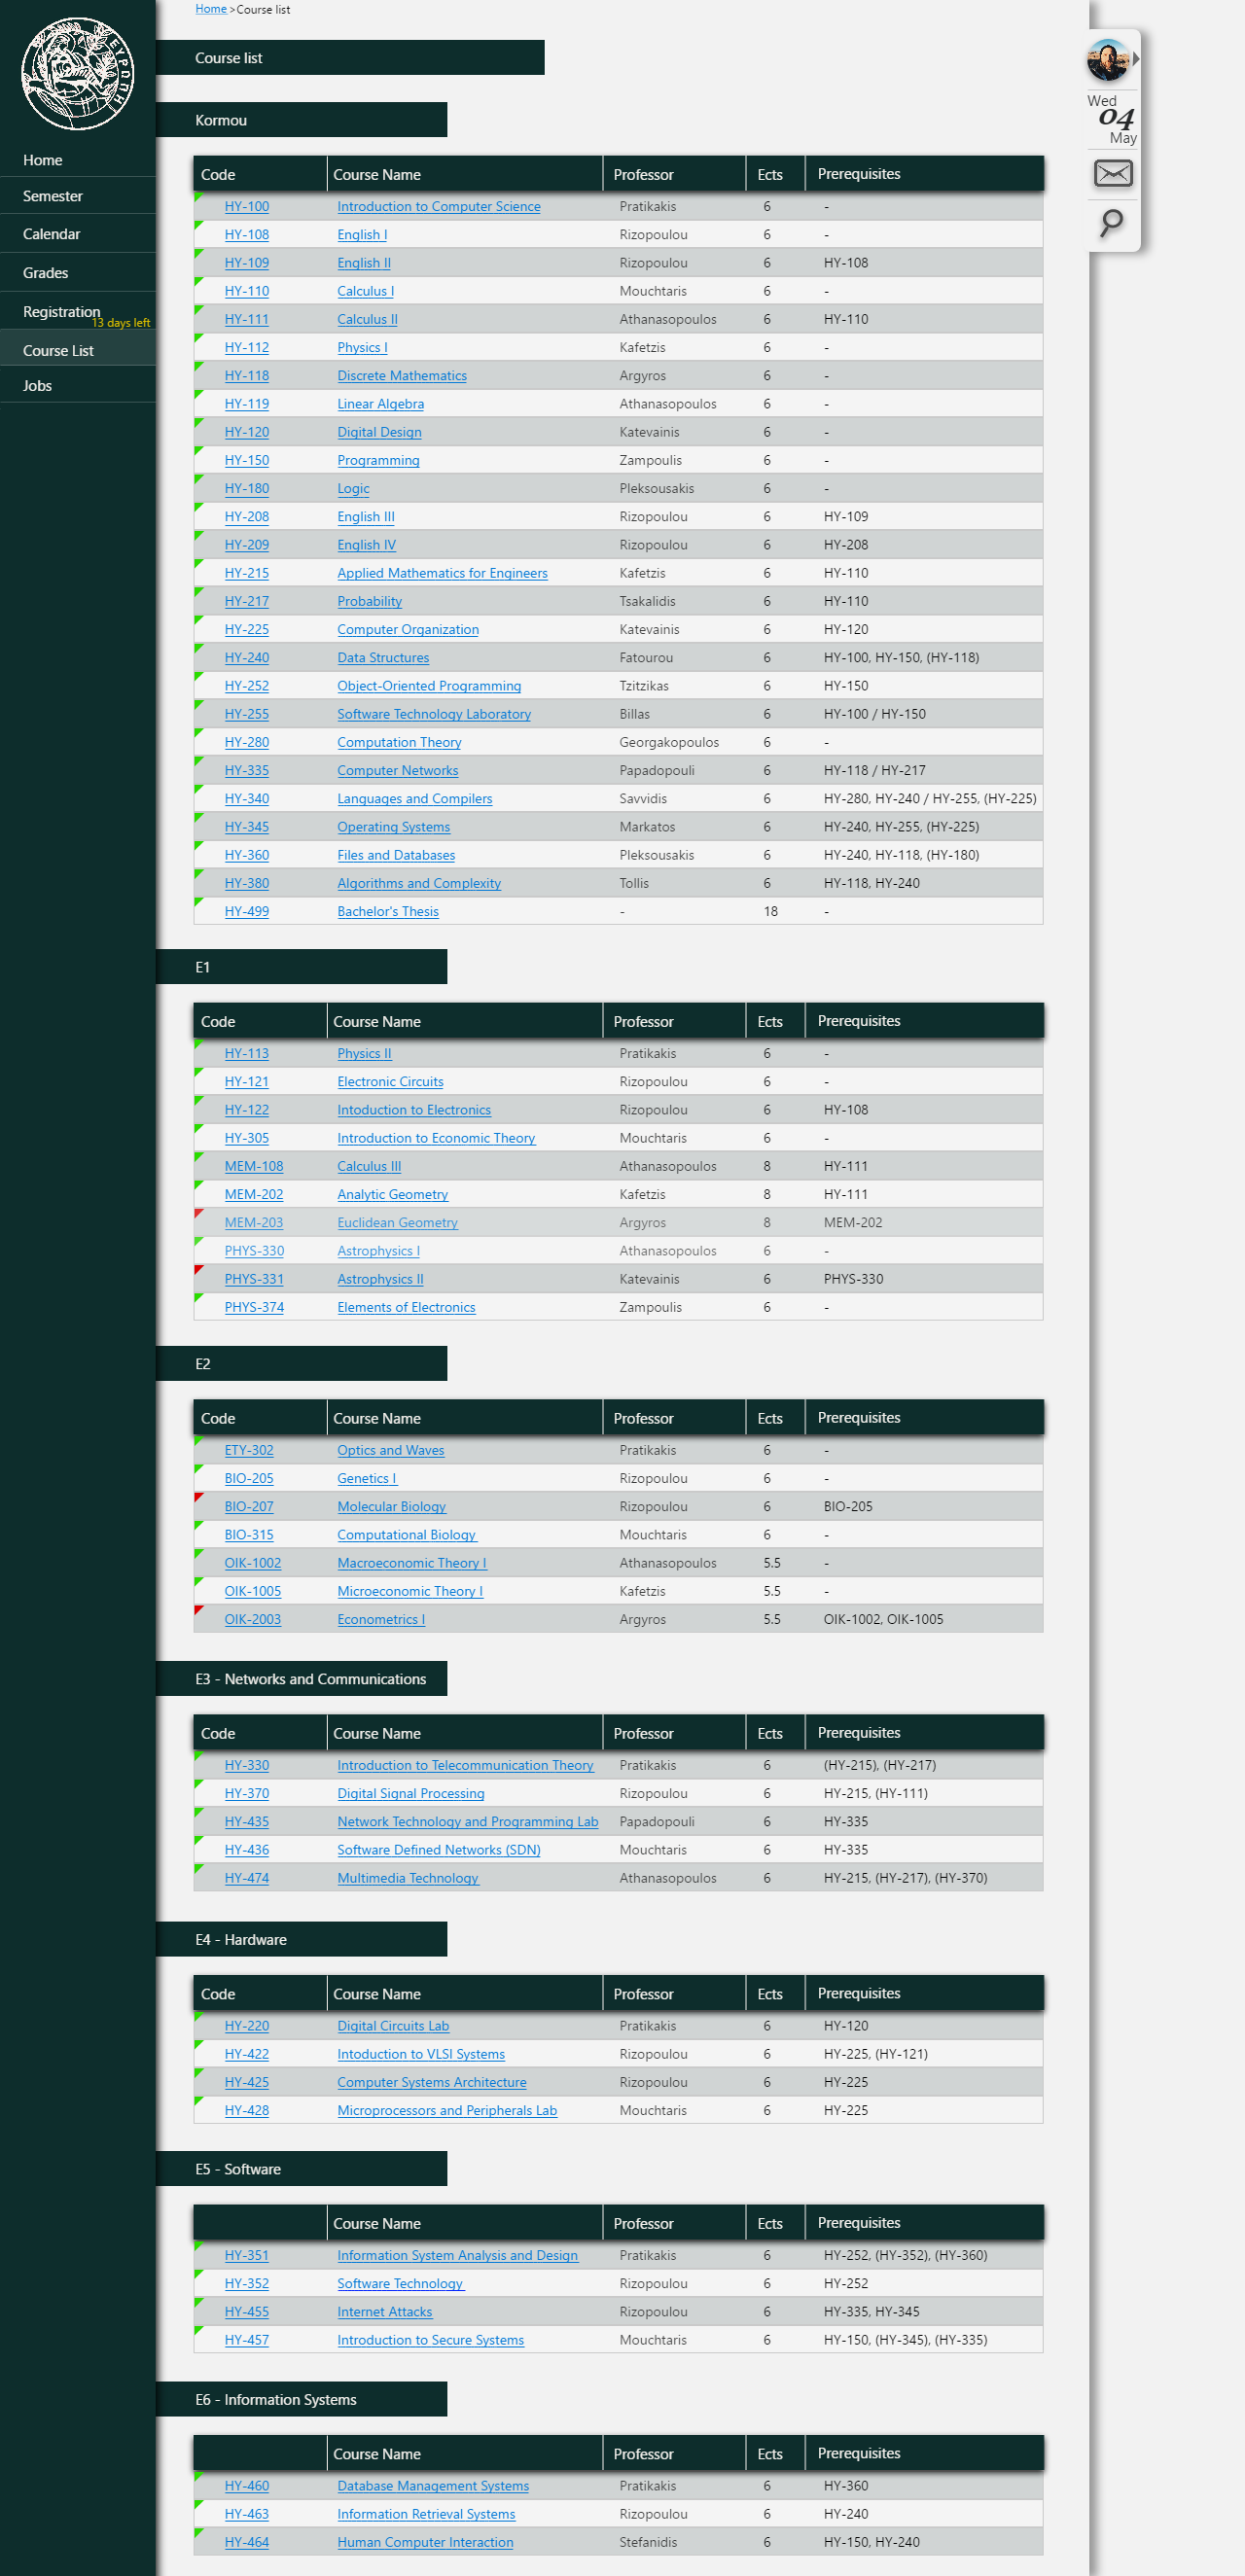 Home >Course list
ΕΥΡΩΠΗ
Home
Semester
Calendar
Grades
Registration
13 days left
Course List
Jobs
Wed
04
May
Course list
Kormou
Code Course Name Professor Ects Prerequisites
HY-100 Introduction to Computer Science Pratikakis 6 -
HY-108 English I Rizopoulou 6 -
HY-109 English II Rizopoulou 6 HY-108
HY-110 Calculus I Mouchtaris 6 -
HY-111 Calculus II Athanasopoulos 6 HY-110
HY-112 Physics I Kafetzis 6 -
HY-118 Discrete Mathematics Argyros 6 -
HY-119 Linear Algebra Athanasopoulos 6 -
HY-120 Digital Design Katevainis 6 -
HY-150 Programming Zampoulis 6 -
HY-180 Logic Pleksousakis 6 -
HY-208 English III Rizopoulou 6 HY-109
HY-209 English IV Rizopoulou 6 HY-208
HY-215 Applied Mathematics for Engineers Kafetzis 6 HY-110
HY-217 Probability Tsakalidis 6 HY-110
HY-225 Computer Organization Katevainis 6 HY-120
HY-240 Data Structures Fatourou 6 HY-100, HY-150, (HY-118)
HY-252 Object-Oriented Programming Tzitzikas 6 HY-150
HY-255 Software Technology Laboratory Billas 6 HY-100 / HY-150
HY-280 Computation Theory Georgakopoulos 6 -
HY-335 Computer Networks Papadopouli 6 HY-118 / HY-217
HY-340 Languages and Compilers Savvidis 6 HY-280, HY-240 / HY-255, (HY-225)
HY-345 Operating Systems Markatos 6 HY-240, HY-255, (HY-225)
HY-360 Files and Databases Pleksousakis 6 HY-240, HY-118, (HY-180)
HY-380 Algorithms and Complexity Tollis 6 HY-118, HY-240
HY-499 Bachelor's Thesis - 18 -
E1
Code Course Name Professor Ects Prerequisites
HY-113 Physics II Pratikakis 6 -
HY-121 Electronic Circuits Rizopoulou 6 -
HY-122 Intoduction to Electronics Rizopoulou 6 HY-108
HY-305 Introduction to Economic Theory Mouchtaris 6 -
MEM-108 Calculus III Athanasopoulos 8 HY-111
MEM-202 Analytic Geometry Kafetzis 8 HY-111
MEM-203 Euclidean Geometry Argyros 8 MEM-202
PHYS-330 Astrophysics I Athanasopoulos 6 -
PHYS-331 Astrophysics II Katevainis 6 PHYS-330
PHYS-374 Elements of Electronics Zampoulis 6 -
E2
Code Course Name Professor Ects Prerequisites
ETY-302 Optics and Waves Pratikakis 6 -
BIO-205 Genetics I Rizopoulou 6 -
BIO-207 Molecular Biology Rizopoulou 6 BIO-205
BIO-315 Computational Biology Mouchtaris 6 -
OIK-1002 Macroeconomic Theory I Athanasopoulos 5.5 -
OIK-1005 Microeconomic Theory I Kafetzis 5.5 -
OIK-2003 Econometrics I Argyros 5.5 OIK-1002, OIK-1005
E3 - Networks and Communications
Code Course Name Professor Ects Prerequisites
HY-330 Introduction to Telecommunication Theory Pratikakis 6 (HY-215), (HY-217)
HY-370 Digital Signal Processing Rizopoulou 6 HY-215, (HY-111)
HY-435 Network Technology and Programming Lab Papadopouli 6 HY-335
HY-436 Software Defined Networks (SDN) Mouchtaris 6 HY-335
HY-474 Multimedia Technology Athanasopoulos 6 HY-215, (HY-217), (HY-370)
E4 - Hardware
Code Course Name Professor Ects Prerequisites
HY-220 Digital Circuits Lab Pratikakis 6 HY-120
HY-422 Intoduction to VLSI Systems Rizopoulou 6 HY-225, (HY-121)
HY-425 Computer Systems Architecture Rizopoulou 6 HY-225
HY-428 Microprocessors and Peripherals Lab Mouchtaris 6 HY-225
E5 - Software
Course Name Professor Ects Prerequisites
HY-351 Information System Analysis and Design Pratikakis 6 HY-252, (HY-352), (HY-360)
HY-352 Software Technology Rizopoulou 6 HY-252
HY-455 Internet Attacks Rizopoulou 6 HY-335, HY-345
HY-457 Introduction to Secure Systems Mouchtaris 6 HY-150, (HY-345), (HY-335)
E6 - Information Systems
Course Name Professor Ects Prerequisites
HY-460 Database Management Systems Pratikakis 6 HY-360
HY-463 Information Retrieval Systems Rizopoulou 6 HY-240
HY-464 Human Computer Interaction Stefanidis 6 HY-150, HY-240